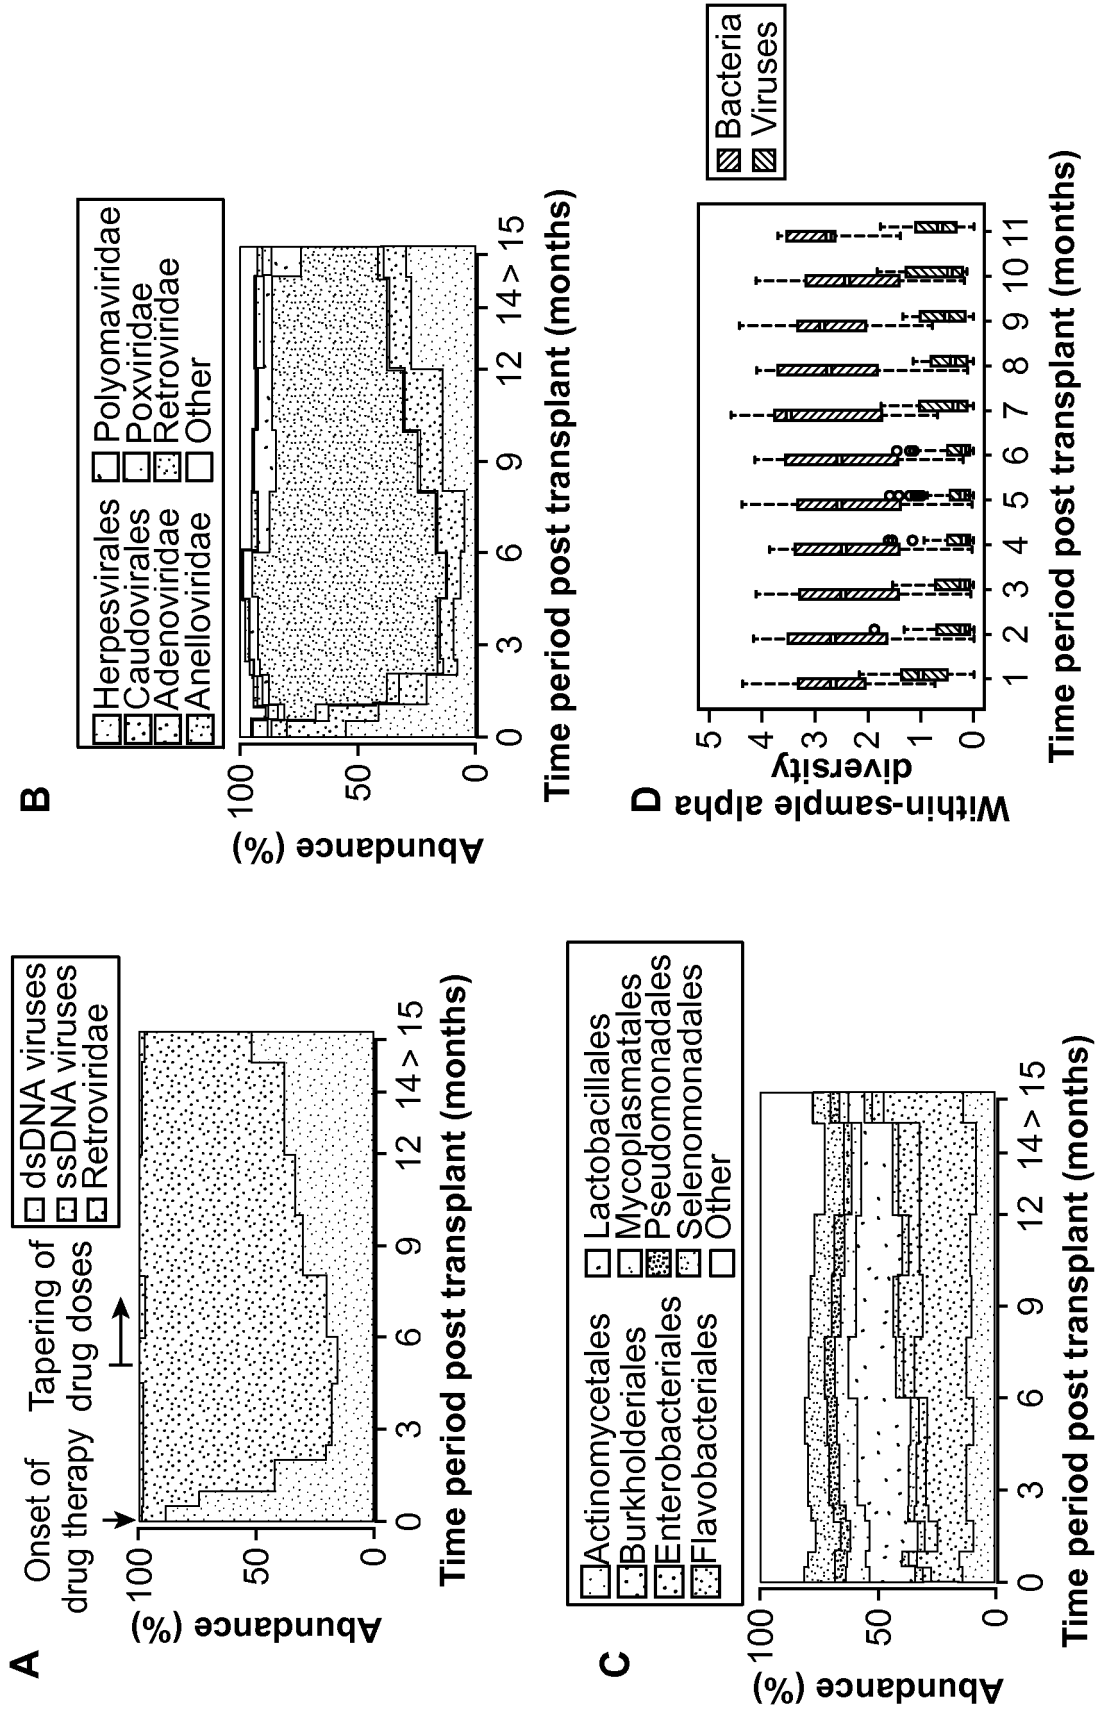 A
Onset of
drug therapy
Tapering of
drug doses
dsDNA viruses
ssDNA viruses
Retroviridae
Abundance (%)
100
50
0
0 3 6 9 12 14 > 15
Time period post transplant (months)
B
Herpesvirales
Caudovirales
Adenoviridae
Anelloviridae
Polyomaviridae
Poxviridae
Retroviridae
Other
Abundance (%)
100
50
0
0 3 6 9 12 14 > 15
Time period post transplant (months)
C
Actinomycetales
Burkholderiales
Enterobacteriales
Flavobacteriales
Lactobacillales
Mycoplasmatales
Pseudomonadales
Selenomonadales
Other
Abundance (%)
100
50
0
0 3 6 9 12 14 > 15
Time period post transplant (months)
D
Bacteria
Viruses
Within-sample alpha
diversity
5
4
3
2
1
0
1 2 3 4 5 6 7 8 9 10 11
Time period post transplant (months)